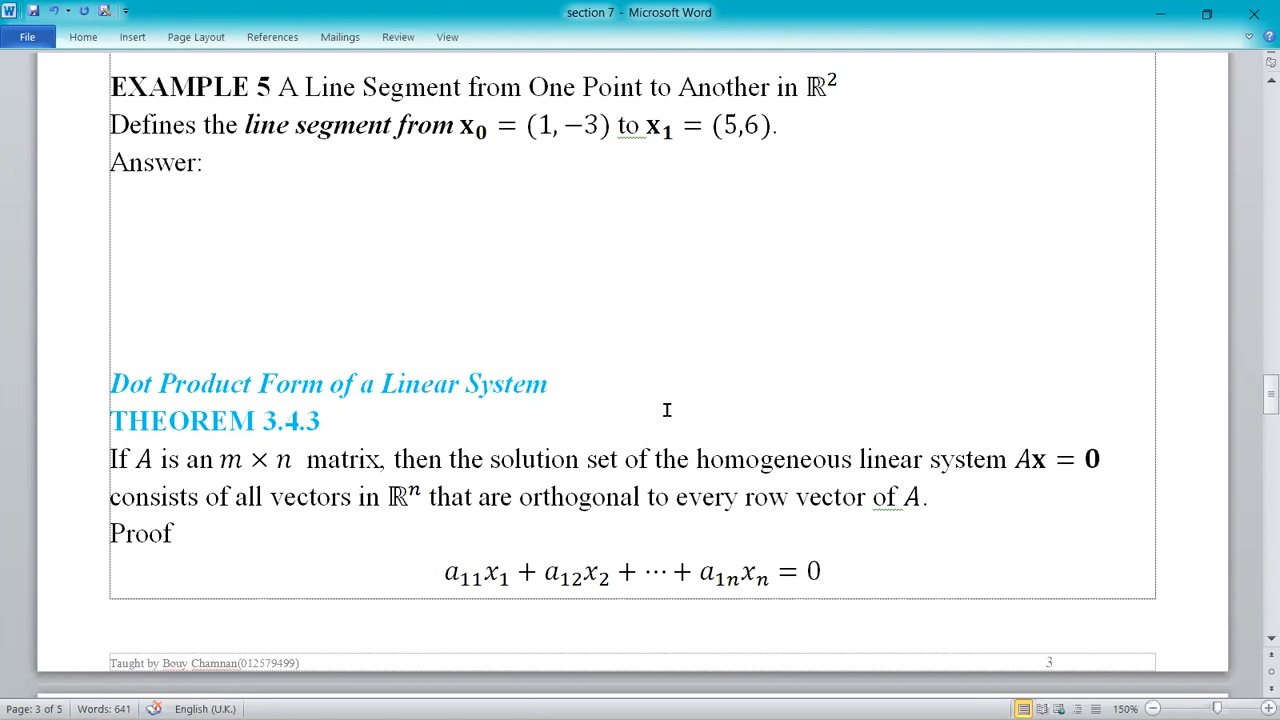 section 7 - Microsoft Word
File Home Insert Page Layout References Mailings Review View
EXAMPLE 5 A Line Segment from One Point to Another in ℝ²
Defines the line segment from x₀ = (1, −3) to x₁ = (5,6).
Answer:
Dot Product Form of a Linear System
THEOREM 3.4.3
If A is an m × n matrix, then the solution set of the homogeneous linear system Ax = 0
consists of all vectors in ℝⁿ that are orthogonal to every row vector of A.
Proof
a₁₁x₁ + a₁₂x₂ + ⋯ + a₁ₙxₙ = 0
Taught by Bouy Chamnan(012579499) 3
Page: 3 of 5 Words: 641 English (U.K.) 150%